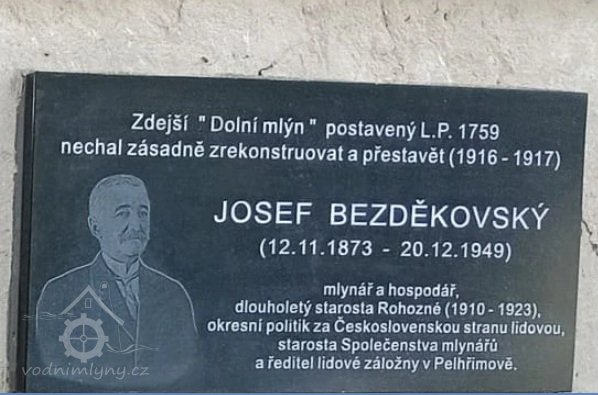 Zdejší " Dolní mlýn " postavený L.P. 1759
nechal zásadně zrekonstruovat a přestavět (1916 - 1917)
JOSEF BEZDĚKOVSKÝ
(12.11.1873 - 20.12.1949)
mlynář a hospodář,
dlouholetý starosta Rohozné (1910 - 1923),
okresní politik za Československou stranu lidovou,
starosta Společenstva mlynářů
a ředitel lidové záložny v Pelhřimově.
vodnimlyny.cz